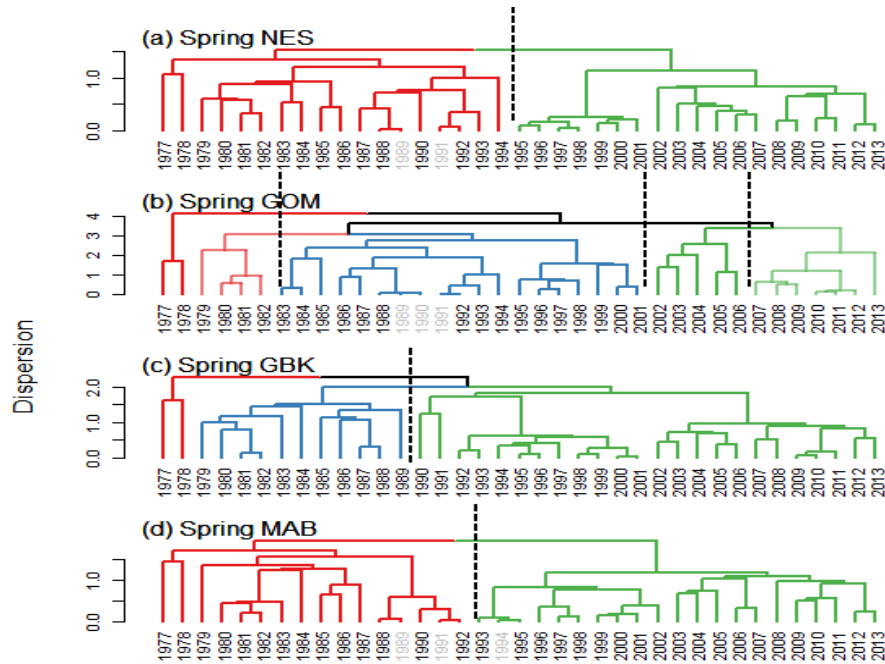 (a) Spring NES
1.0
0.0
1977 1978 1979 1980 1981 1982 1983 1984 1985 1986 1987 1988 1989 1990 1991 1992 1993 1994 1995 1996 1997 1998 1999 2000 2001 2002 2003 2004 2005 2006 2007 2008 2009 2010 2011 2012 2013
(b) Spring GOM
4
3
2
1
0
1977 1978 1979 1980 1981 1982 1983 1984 1985 1986 1987 1988 1989 1990 1991 1992 1993 1994 1995 1996 1997 1998 1999 2000 2001 2002 2003 2004 2005 2006 2007 2008 2009 2010 2011 2012 2013
Dispersion
(c) Spring GBK
2.0
1.0
0.0
1977 1978 1979 1980 1981 1982 1983 1984 1985 1986 1987 1988 1989 1990 1991 1992 1993 1994 1995 1996 1997 1998 1999 2000 2001 2002 2003 2004 2005 2006 2007 2008 2009 2010 2011 2012 2013
(d) Spring MAB
1.0
0.0
1977 1978 1979 1980 1981 1982 1983 1984 1985 1986 1987 1988 1989 1990 1991 1992 1993 1994 1995 1996 1997 1998 1999 2000 2001 2002 2003 2004 2005 2006 2007 2008 2009 2010 2011 2012 2013